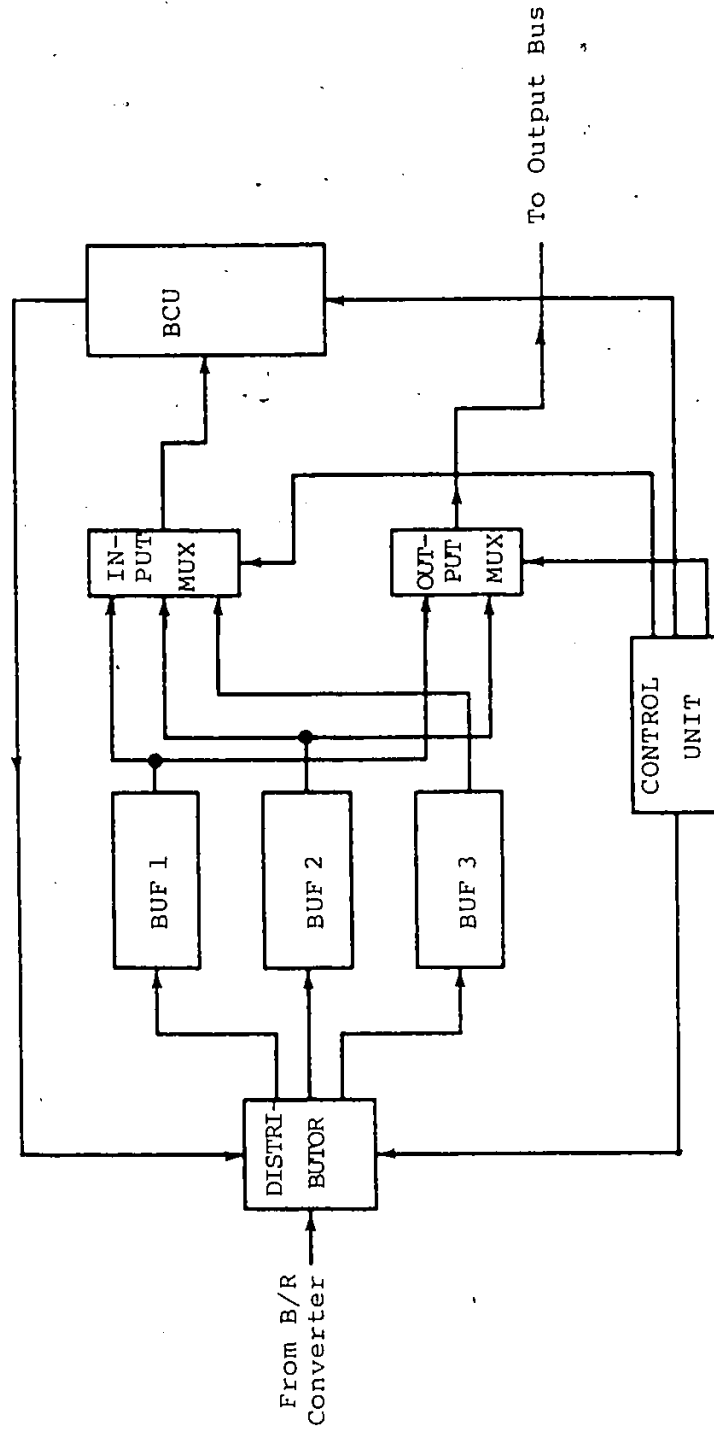 From B/R
Converter
DISTRI-
BUTOR
BUF 1
BUF 2
BUF 3
IN-
PUT
MUX
OUT-
PUT
MUX
BCU
CONTROL
UNIT
To Output Bus